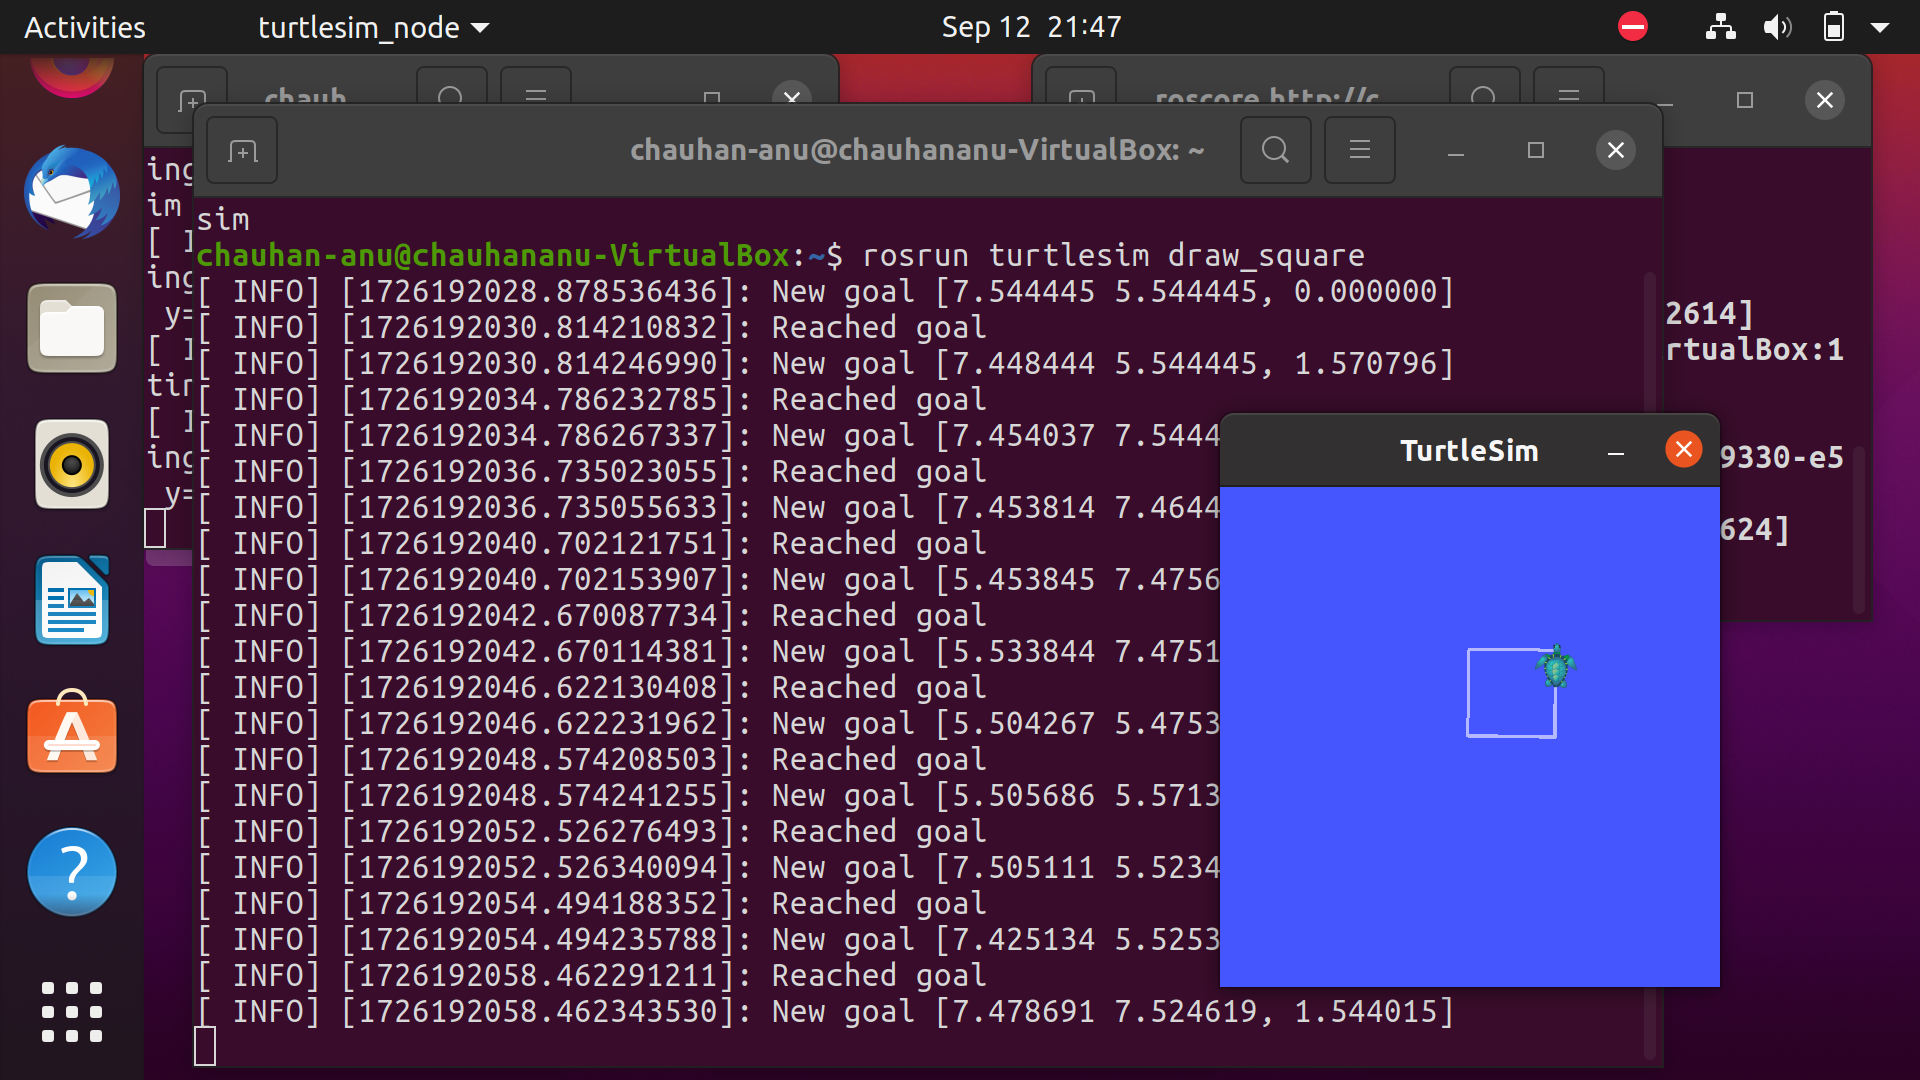 Activities
turtlesim_node
Sep 12 21:47
chauhan-anu@chauhananu-VirtualBox: ~
sim
chauhan-anu@chauhananu-VirtualBox:~$ rosrun turtlesim draw_square
[ INFO] [1726192028.878536436]: New goal [7.544445 5.544445, 0.000000]
[ INFO] [1726192030.814210832]: Reached goal
[ INFO] [1726192030.814246990]: New goal [7.448444 5.544445, 1.570796]
[ INFO] [1726192034.786232785]: Reached goal
[ INFO] [1726192034.786267337]: New goal [7.454037 7.5444
[ INFO] [1726192036.735023055]: Reached goal
[ INFO] [1726192036.735055633]: New goal [7.453814 7.4644
[ INFO] [1726192040.702121751]: Reached goal
[ INFO] [1726192040.702153907]: New goal [5.453845 7.4756
[ INFO] [1726192042.670087734]: Reached goal
[ INFO] [1726192042.670114381]: New goal [5.533844 7.4751
[ INFO] [1726192046.622130408]: Reached goal
[ INFO] [1726192046.622231962]: New goal [5.504267 5.4753
[ INFO] [1726192048.574208503]: Reached goal
[ INFO] [1726192048.574241255]: New goal [5.505686 5.5713
[ INFO] [1726192052.526276493]: Reached goal
[ INFO] [1726192052.526340094]: New goal [7.505111 5.5234
[ INFO] [1726192054.494188352]: Reached goal
[ INFO] [1726192054.494235788]: New goal [7.425134 5.5253
[ INFO] [1726192058.462291211]: Reached goal
[ INFO] [1726192058.462343530]: New goal [7.478691 7.524619, 1.544015]
TurtleSim
chauh
ing
im
ing
y=
ing
y=
roscore http://c
2614]
rtualBox:1
9330-e5
624]